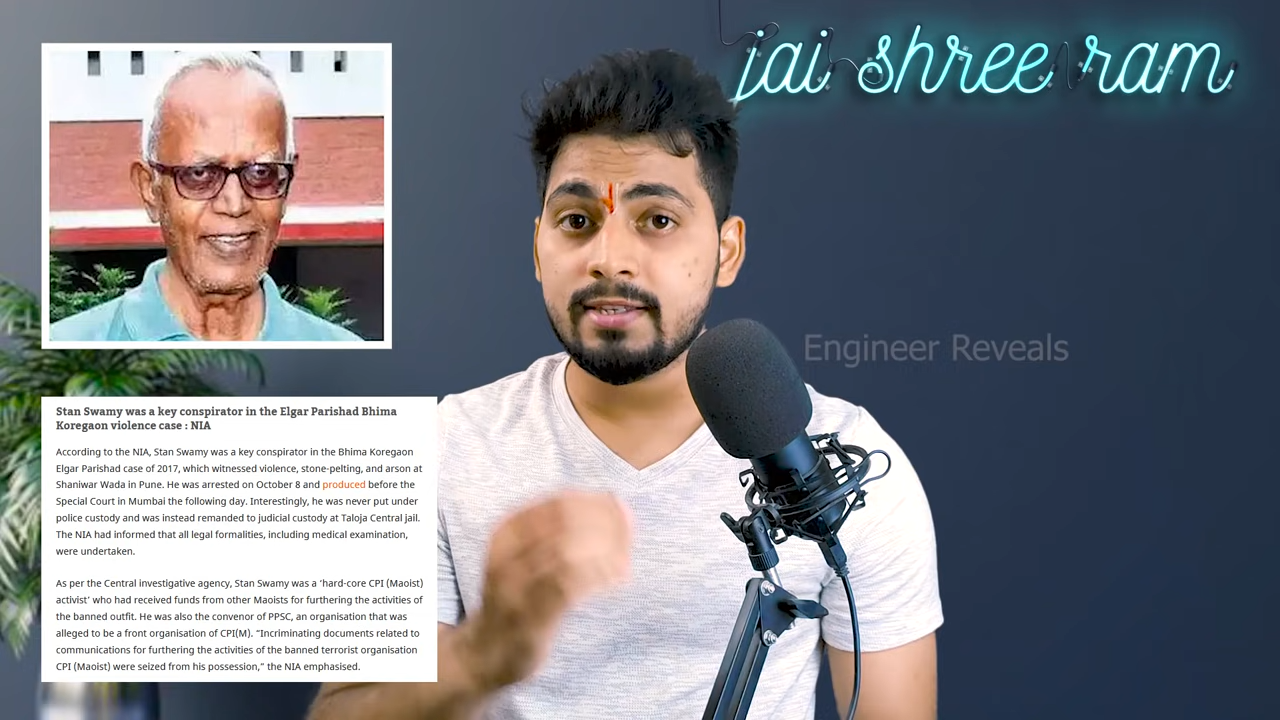 jai shree ram
Engineer Reveals
Stan Swamy was a key conspirator in the Elgar Parishad Bhima
Koregaon violence case : NIA
According to the NIA, Stan Swamy was a key conspirator in the Bhima Koregaon
Elgar Parishad case of 2017, which witnessed violence, stone-pelting, and arson at
Shaniwar Wada in Pune. He was arrested on October 8 and produced before the
Special Court in Mumbai the following day. Interestingly, he was never put under
police custody and was instead remanded to judicial custody at Taloja Central jail.
The NIA had informed that all legal formalities, including medical examination,
were undertaken.
As per the Central investigative agency, Stan Swamy was a ‘hard-core CPI (Maoist)
activist’ who had received funds from other Maoists for furthering the activities of
the banned outfit. He was also the convenor of PPSC, an organisation that was
alleged to be a front organisation of CPI(M). “Incriminating documents related to
communications for furthering the activities of the banned terrorist organisation
CPI (Maoist) were seized from his possession,” the NIA emphasised.